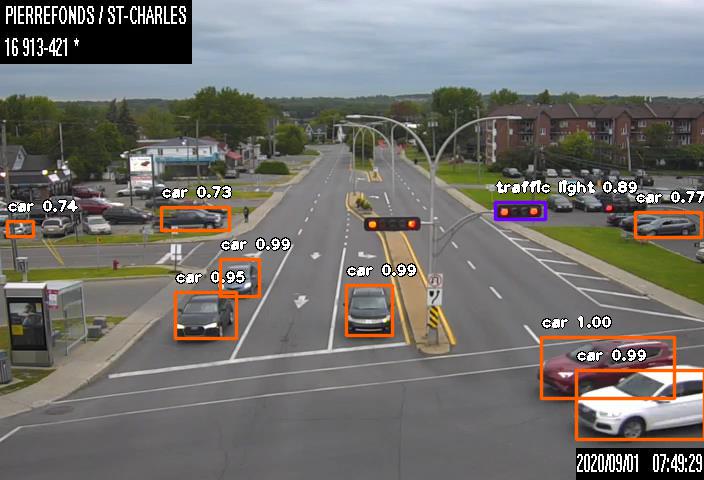 PIERREFONDS / ST-CHARLES
16 913-421 *
traffic light 0.89
car 0.73
car 0.77
car 0.74
car 0.99
car 0.95
car 0.99
car 1.00
car 0.99
2020/09/01 07:49:29